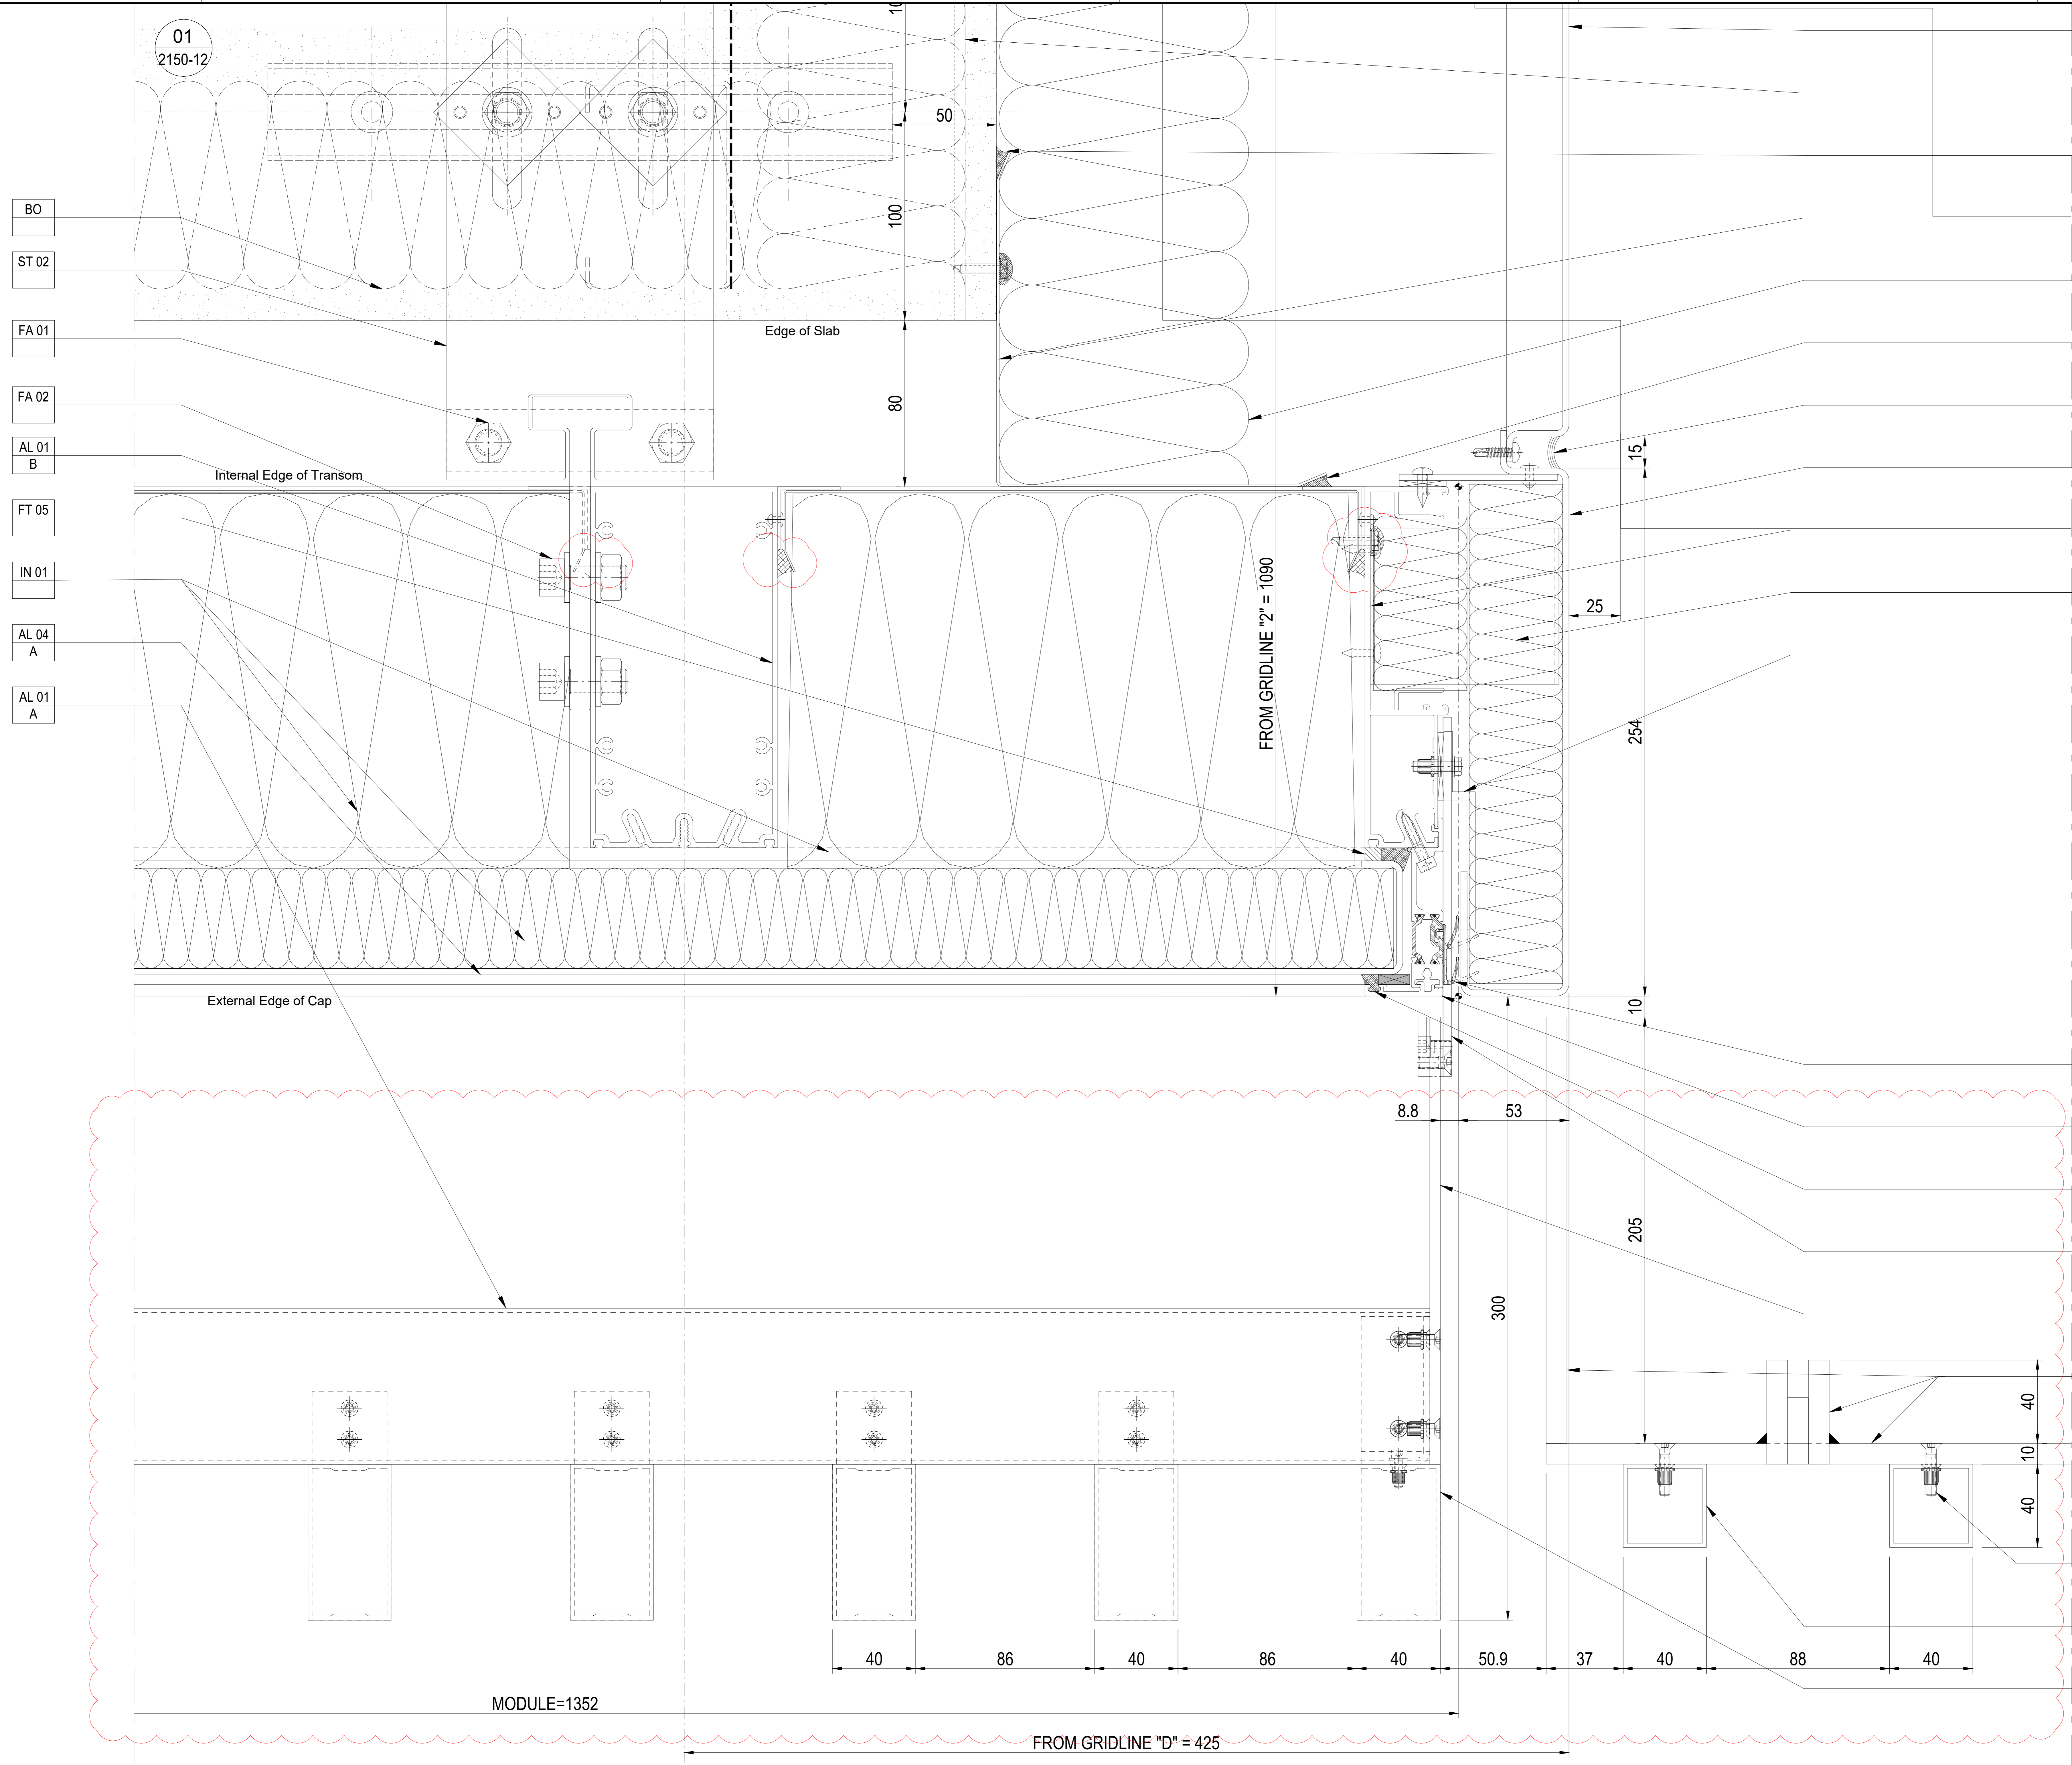 10
01
2150-12
50
BO
100
ST 02
FA 01
Edge of Slab
80
FA 02
AL 01
B
15
Internal Edge of Transom
FT 05
IN 01
25
FROM GRIDLINE "2" = 1090
AL 04
A
AL 01
A
254
External Edge of Cap
10
8.8
53
205
300
40
10
40
40
86
40
86
40
50.9
37
40
88
40
MODULE=1352
FROM GRIDLINE "D" = 425